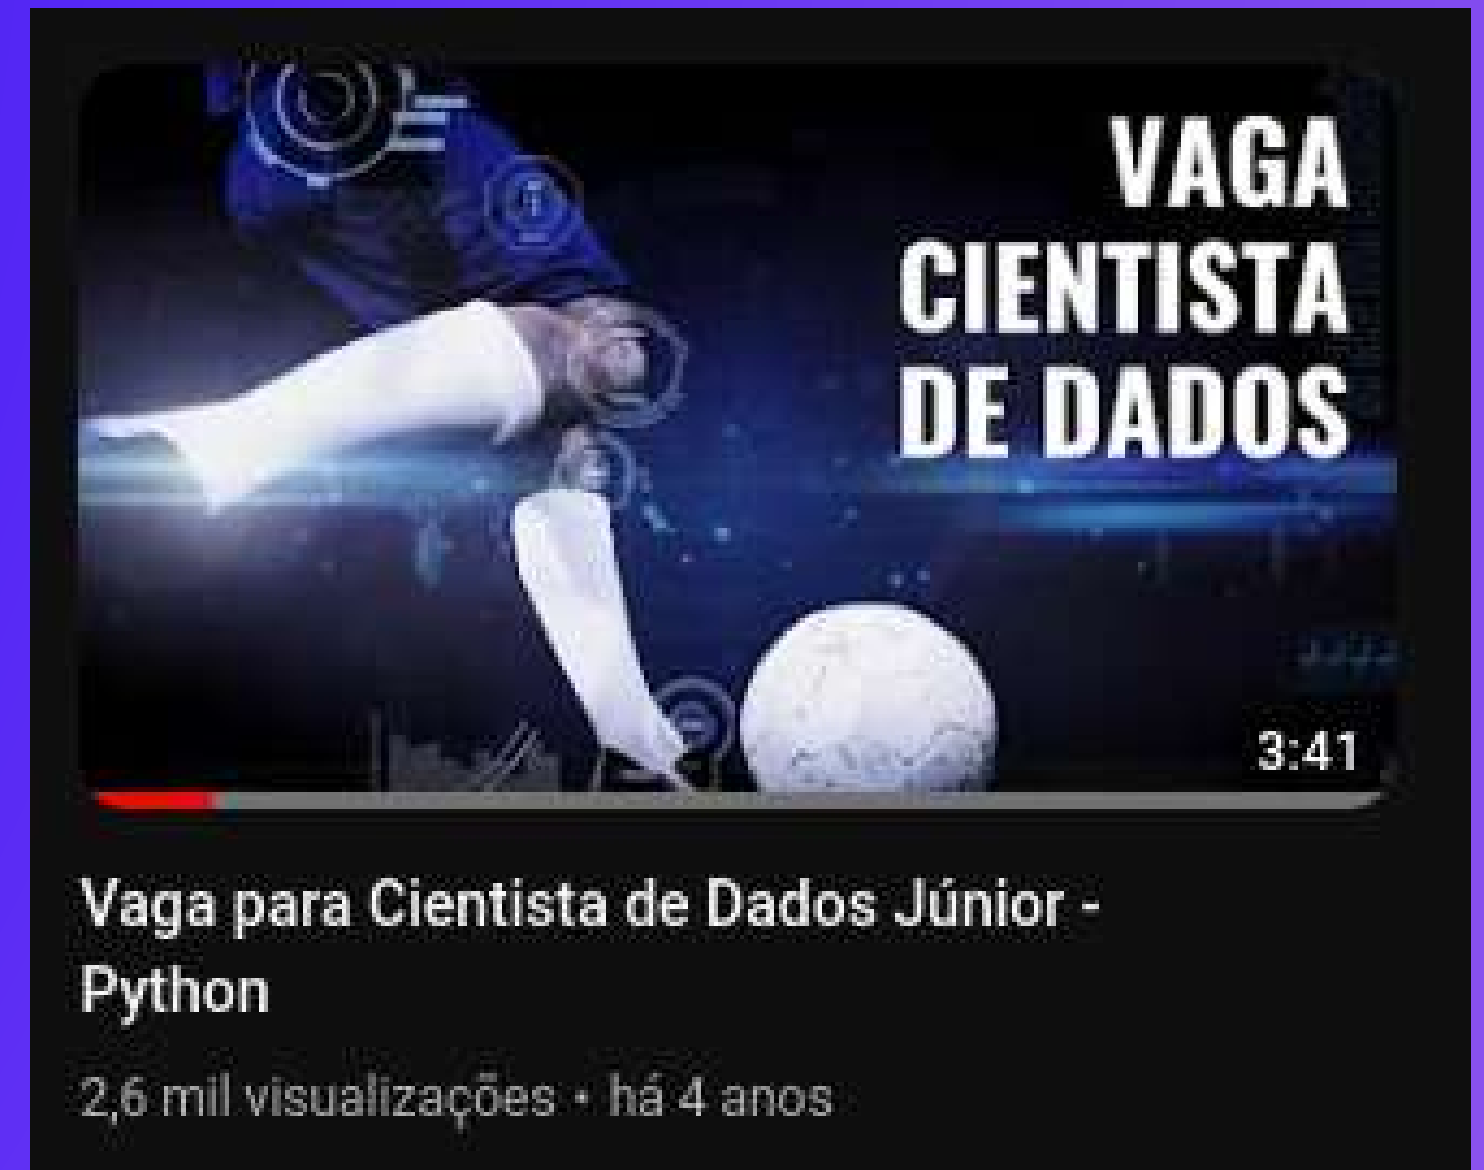 VAGA
CIENTISTA
DE DADOS
3:41
Vaga para Cientista de Dados Júnior -
Python
2,6 mil visualizações • há 4 anos